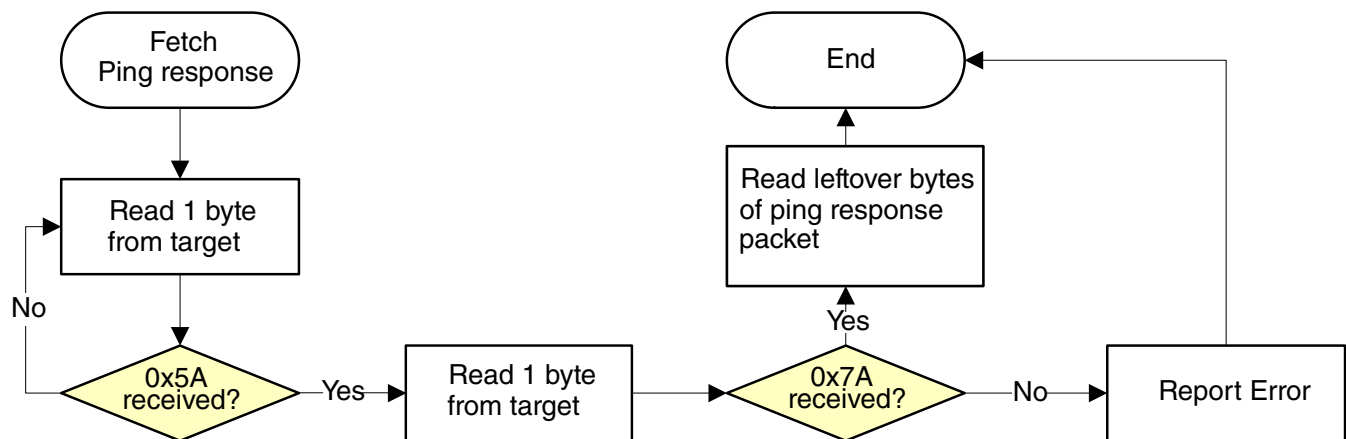 Fetch
Ping response
Read 1 byte
from target
No
0x5A
received?
Yes
Read 1 byte
from target
0x7A
received?
Yes
Read leftover bytes
of ping response
packet
End
No
Report Error